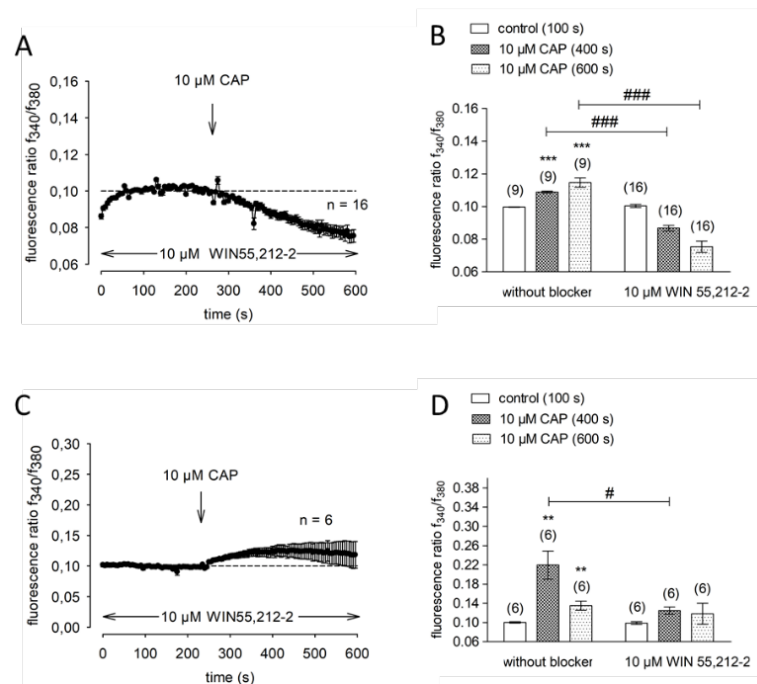 A
10 µM CAP
fluorescence ratio f340/f380
0,16
0,14
0,12
0,10
0,08
0,06
n = 16
10 µM WIN55,212-2
0 100 200 300 400 500 600
time (s)
B
control (100 s)
10 µM CAP (400 s)
10 µM CAP (600 s)
fluorescence ratio f340/f380
0.16
0.14
0.12
0.10
0.08
0.06
###
###
*** ***
(9) (9) (9) (16) (16) (16)
without blocker 10 µM WIN 55,212-2
C
10 µM CAP
fluorescence ratio f340/f380
0,30
0,25
0,20
0,15
0,10
0,05
0,00
n = 6
10 µM WIN55,212-2
0 100 200 300 400 500 600
time (s)
D
control (100 s)
10 µM CAP (400 s)
10 µM CAP (600 s)
fluorescence ratio f340/f380
0.38
0.34
0.30
0.26
0.22
0.18
0.14
0.10
0.06
#
** **
(6) (6) (6) (6) (6) (6)
without blocker 10 µM WIN 55,212-2